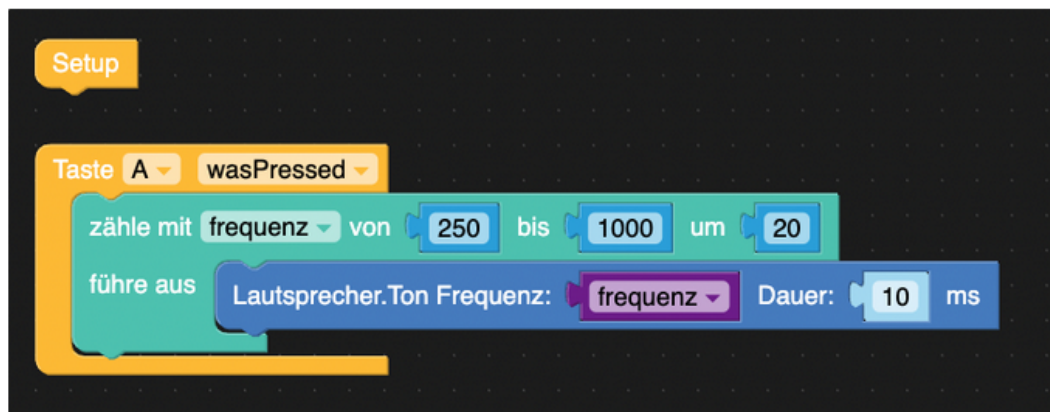 Setup
Taste A wasPressed
zähle mit frequenz von 250 bis 1000 um 20
führe aus Lautsprecher.Ton Frequenz: frequenz Dauer: 10 ms